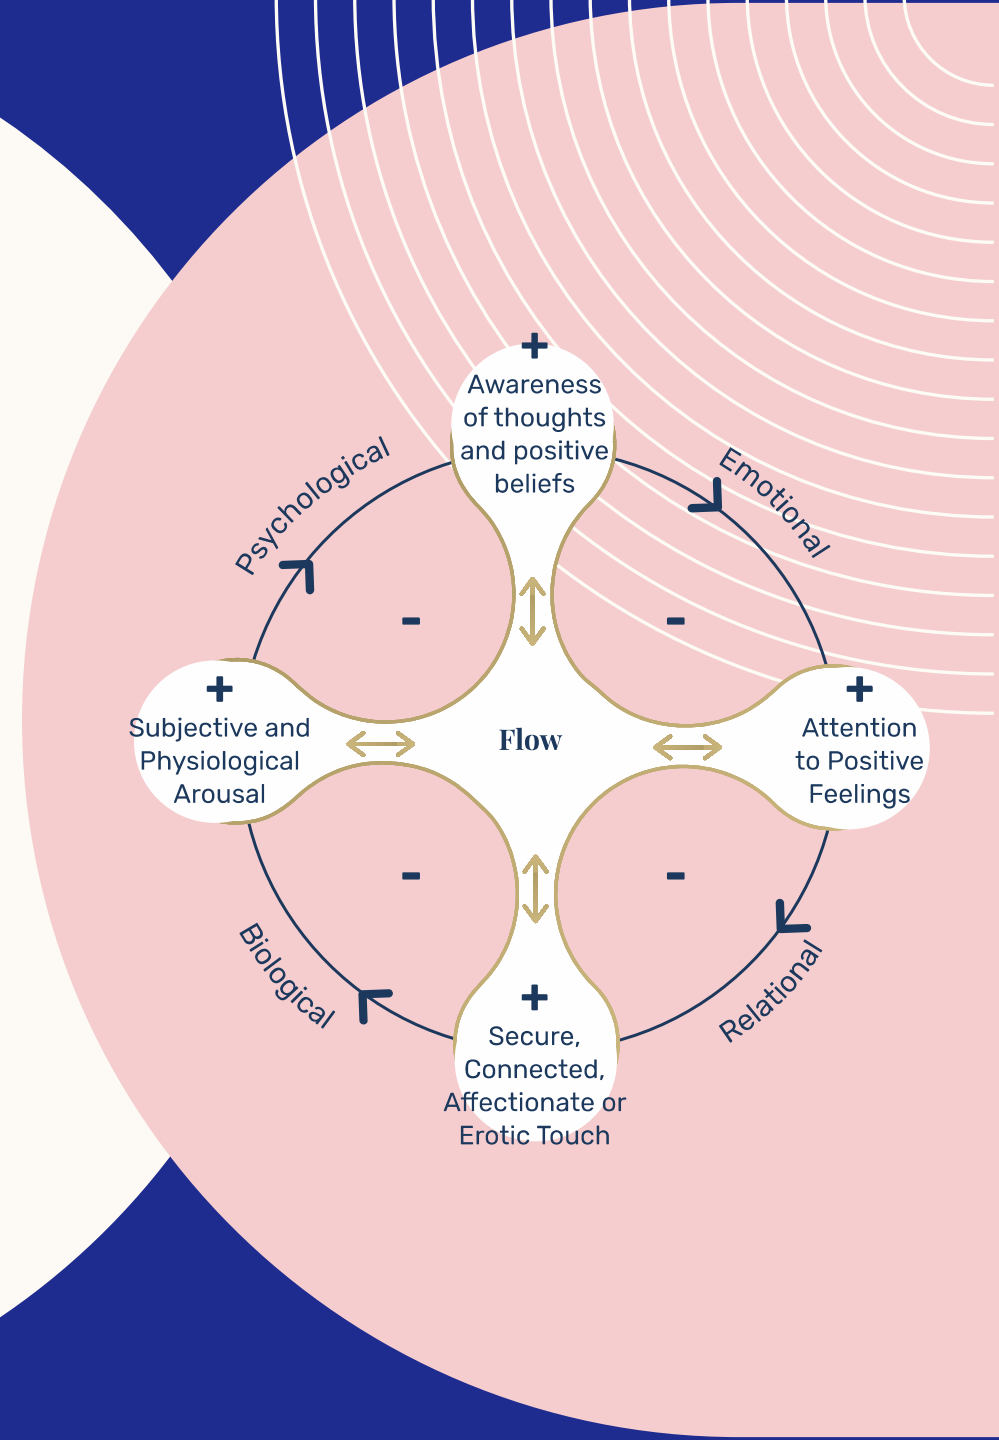 +
Awareness
of thoughts
and positive
beliefs
Psychological
Emotional
-
-
+
Subjective and
Physiological
Arousal
Flow
+
Attention
to Positive
Feelings
-
-
Biological
Relational
+
Secure,
Connected,
Affectionate or
Erotic Touch